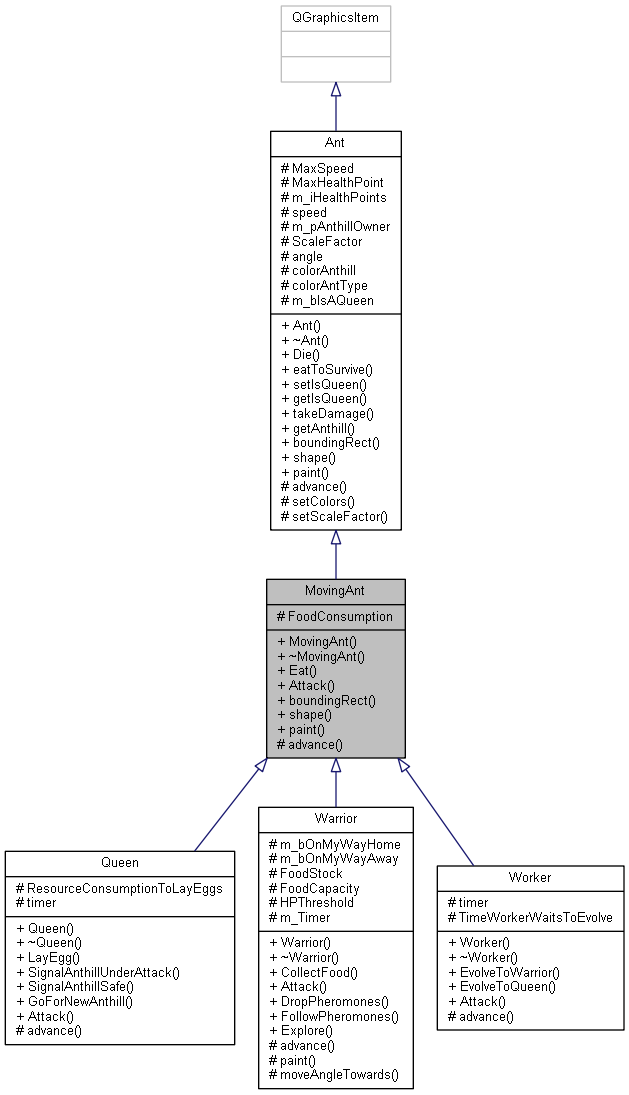 QGraphicsItem
Ant
# MaxSpeed
# MaxHealthPoint
# m_iHealthPoints
# speed
# m_pAnthillOwner
# ScaleFactor
# angle
# colorAnthill
# colorAntType
# m_bIsAQueen
+ Ant()
+ ~Ant()
+ Die()
+ eatToSurvive()
+ setIsQueen()
+ getIsQueen()
+ takeDamage()
+ getAnthill()
+ boundingRect()
+ shape()
+ paint()
# advance()
# setColors()
# setScaleFactor()
MovingAnt
# FoodConsumption
+ MovingAnt()
+ ~MovingAnt()
+ Eat()
+ Attack()
+ boundingRect()
+ shape()
+ paint()
# advance()
Queen
# ResourceConsumptionToLayEggs
# timer
+ Queen()
+ ~Queen()
+ LayEgg()
+ SignalAnthillUnderAttack()
+ SignalAnthillSafe()
+ GoForNewAnthill()
+ Attack()
# advance()
Warrior
# m_bOnMyWayHome
# m_bOnMyWayAway
# FoodStock
# FoodCapacity
# HPThreshold
# m_Timer
+ Warrior()
+ ~Warrior()
+ CollectFood()
+ Attack()
+ DropPheromones()
+ FollowPheromones()
+ Explore()
# advance()
# paint()
# moveAngleTowards()
Worker
# timer
# TimeWorkerWaitsToEvolve
+ Worker()
+ ~Worker()
+ EvolveToWarrior()
+ EvolveToQueen()
+ Attack()
# advance()